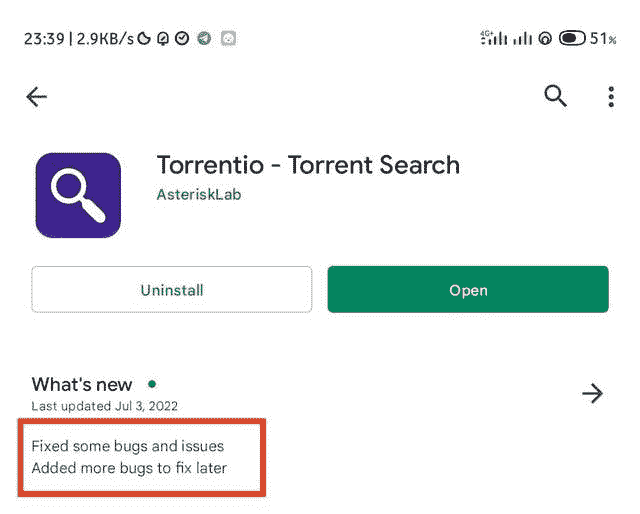 23:39 | 2.9KB/s 4G+ 51%
Torrentio - Torrent Search
AsteriskLab
Uninstall Open
What's new
Last updated Jul 3, 2022
Fixed some bugs and issues
Added more bugs to fix later